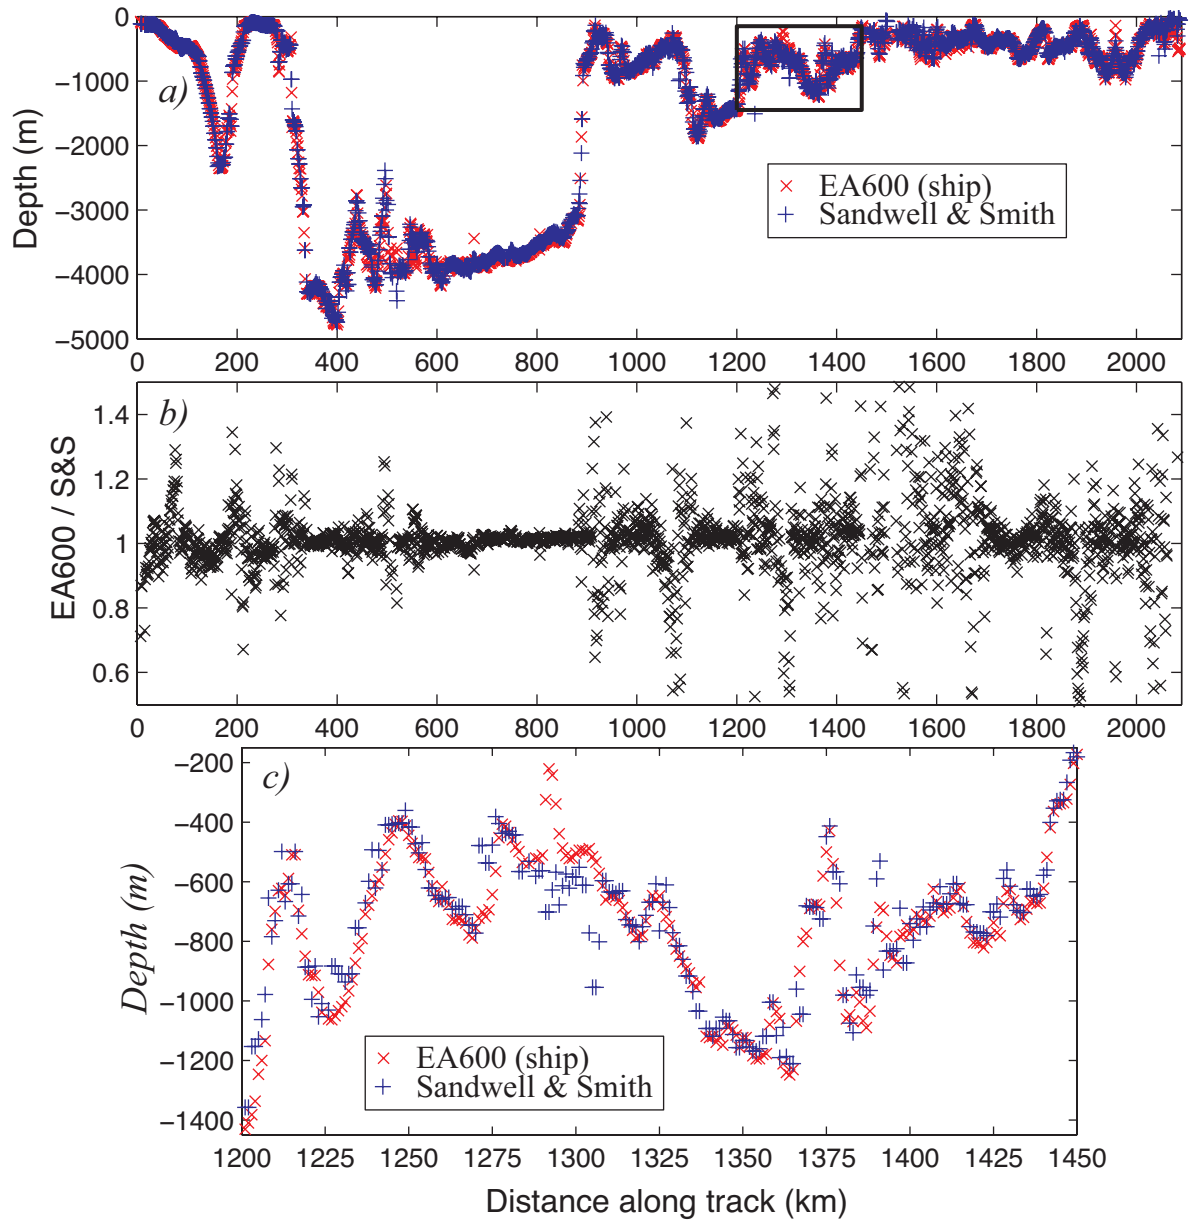 0
−1000
−2000
−3000
−4000
−5000
Depth (m)
a)
EA600 (ship)
Sandwell & Smith
0 200 400 600 800 1000 1200 1400 1600 1800 2000
1.4
1.2
1
0.8
0.6
EA600 / S&S
b)
0 200 400 600 800 1000 1200 1400 1600 1800 2000
−200
−400
−600
−800
−1000
−1200
−1400
Depth (m)
c)
EA600 (ship)
Sandwell & Smith
1200 1225 1250 1275 1300 1325 1350 1375 1400 1425 1450
Distance along track (km)